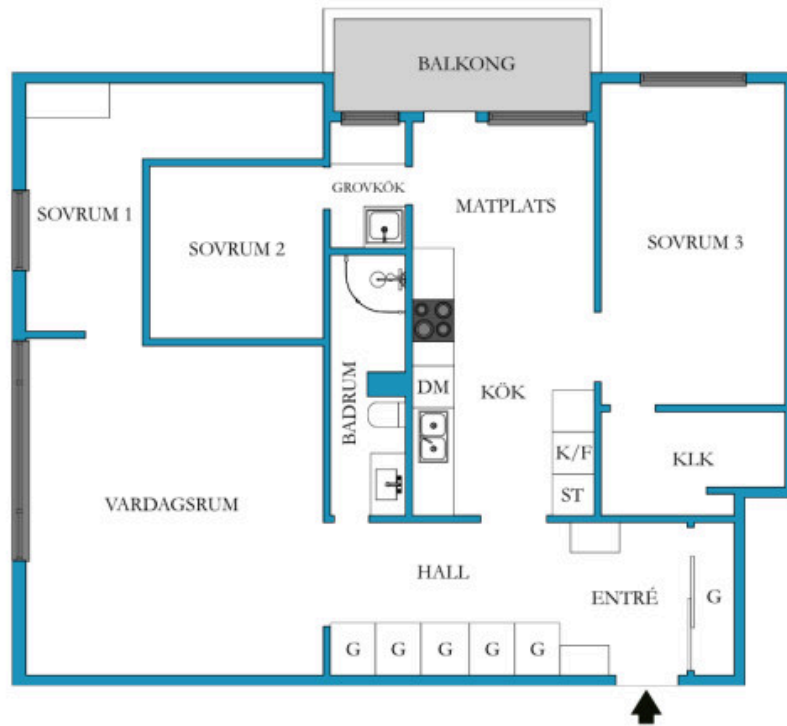 BALKONG
GROVKÖK
MATPLATS
SOVRUM 1
SOVRUM 2
SOVRUM 3
DM
KÖK
BADRUM
K/F
KLK
ST
VARDAGSRUM
HALL
ENTRÉ
G
G
G
G
G
G